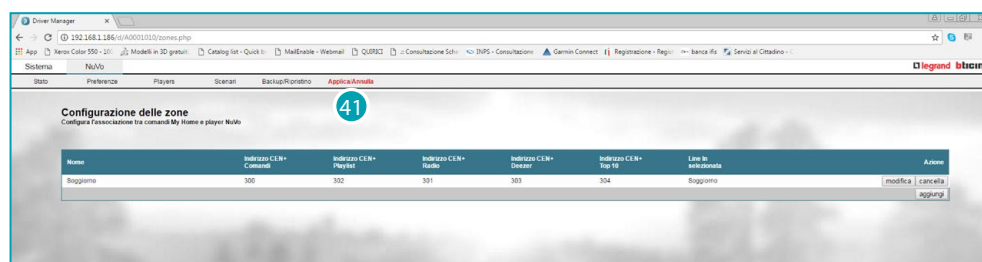 Driver Manager
192.168.1.186/d/A0001010/zones.php
App Xerox Color 550 - 100 Modelli in 3D gratuiti Catalog list - Quick b MailEnable - Webmail QUIRICI Consultazione Sche INPS - Consultazione Garmin Connect Registrazione - Regis banca ifis Servizi al Cittadino -
Sistema NuVo legrand bticin
Stato Preferenze Players Scenari Backup/Ripristino Applica/Annulla
41
Configurazione delle zone
Configura l'associazione tra comandi My Home e player NuVo
Nome Indirizzo CEN+ Comandi Indirizzo CEN+ Playlist Indirizzo CEN+ Radio Indirizzo CEN+ Deezer Indirizzo CEN+ Top 10 Line In selezionata Azione
Soggiorno 300 302 301 303 304 Soggiorno modifica cancella
aggiungi